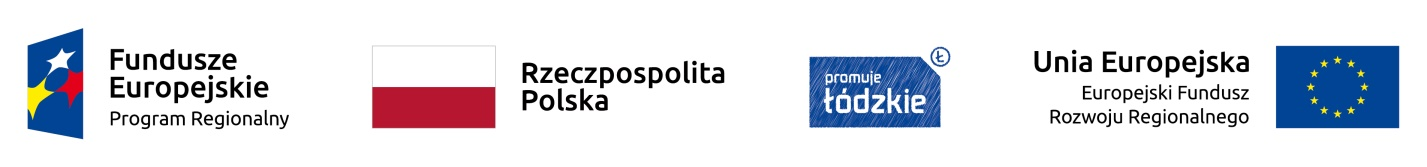 Fundusze
Europejskie
Program Regionalny
Rzeczpospolita
Polska
promuje
łódzkie
Ł
Unia Europejska
Europejski Fundusz
Rozwoju Regionalnego